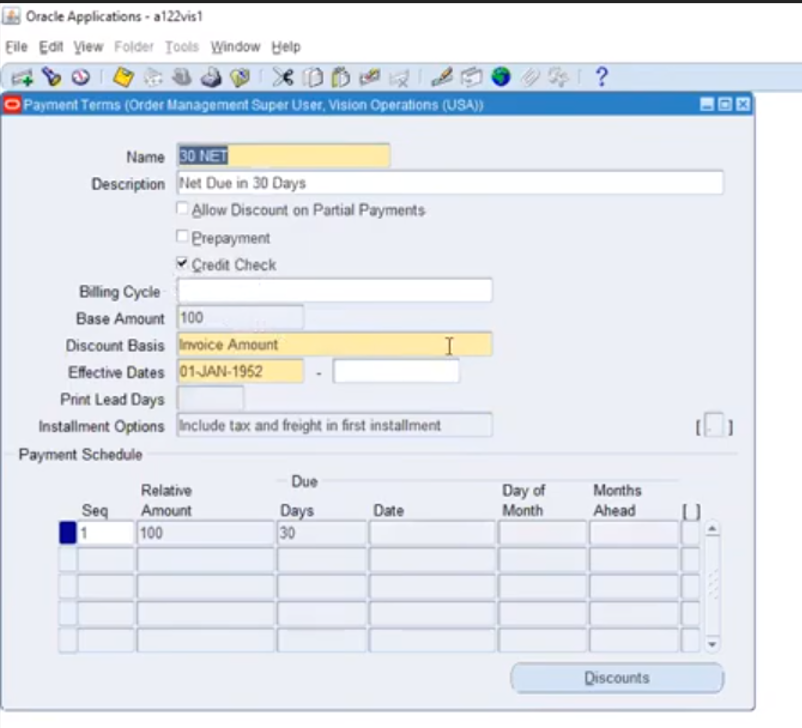 Oracle Applications - a122vis1
File Edit View Folder Tools Window Help
Payment Terms (Order Management Super User, Vision Operations (USA))
Name 30 NET
Description Net Due in 30 Days
Allow Discount on Partial Payments
Prepayment
Credit Check
Billing Cycle
Base Amount 100
Discount Basis Invoice Amount
Effective Dates 01-JAN-1952 -
Print Lead Days
Installment Options Include tax and freight in first installment [ . ]
Payment Schedule
Due
Relative Day of Months
Seq Amount Days Date Month Ahead [ ]
1 100 30
Discounts